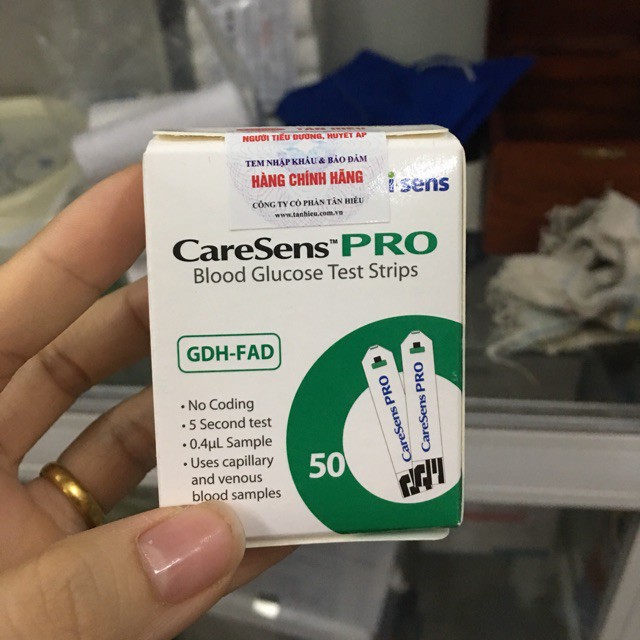 NGƯỜI TIỂU ĐƯỜNG, HUYẾT ÁP
TEM NHẬP KHẨU & BẢO ĐẢM
HÀNG CHÍNH HÃNG
CÔNG TY CỔ PHẦN TÂN HIẾU
www.tanhieu.com.vn
sens
CareSens™ PRO
Blood Glucose Test Strips
GDH-FAD
• No Coding
• 5 Second test
• 0.4µL Sample
• Uses capillary
and venous
blood samples
50
CareSens PRO
CareSens PRO